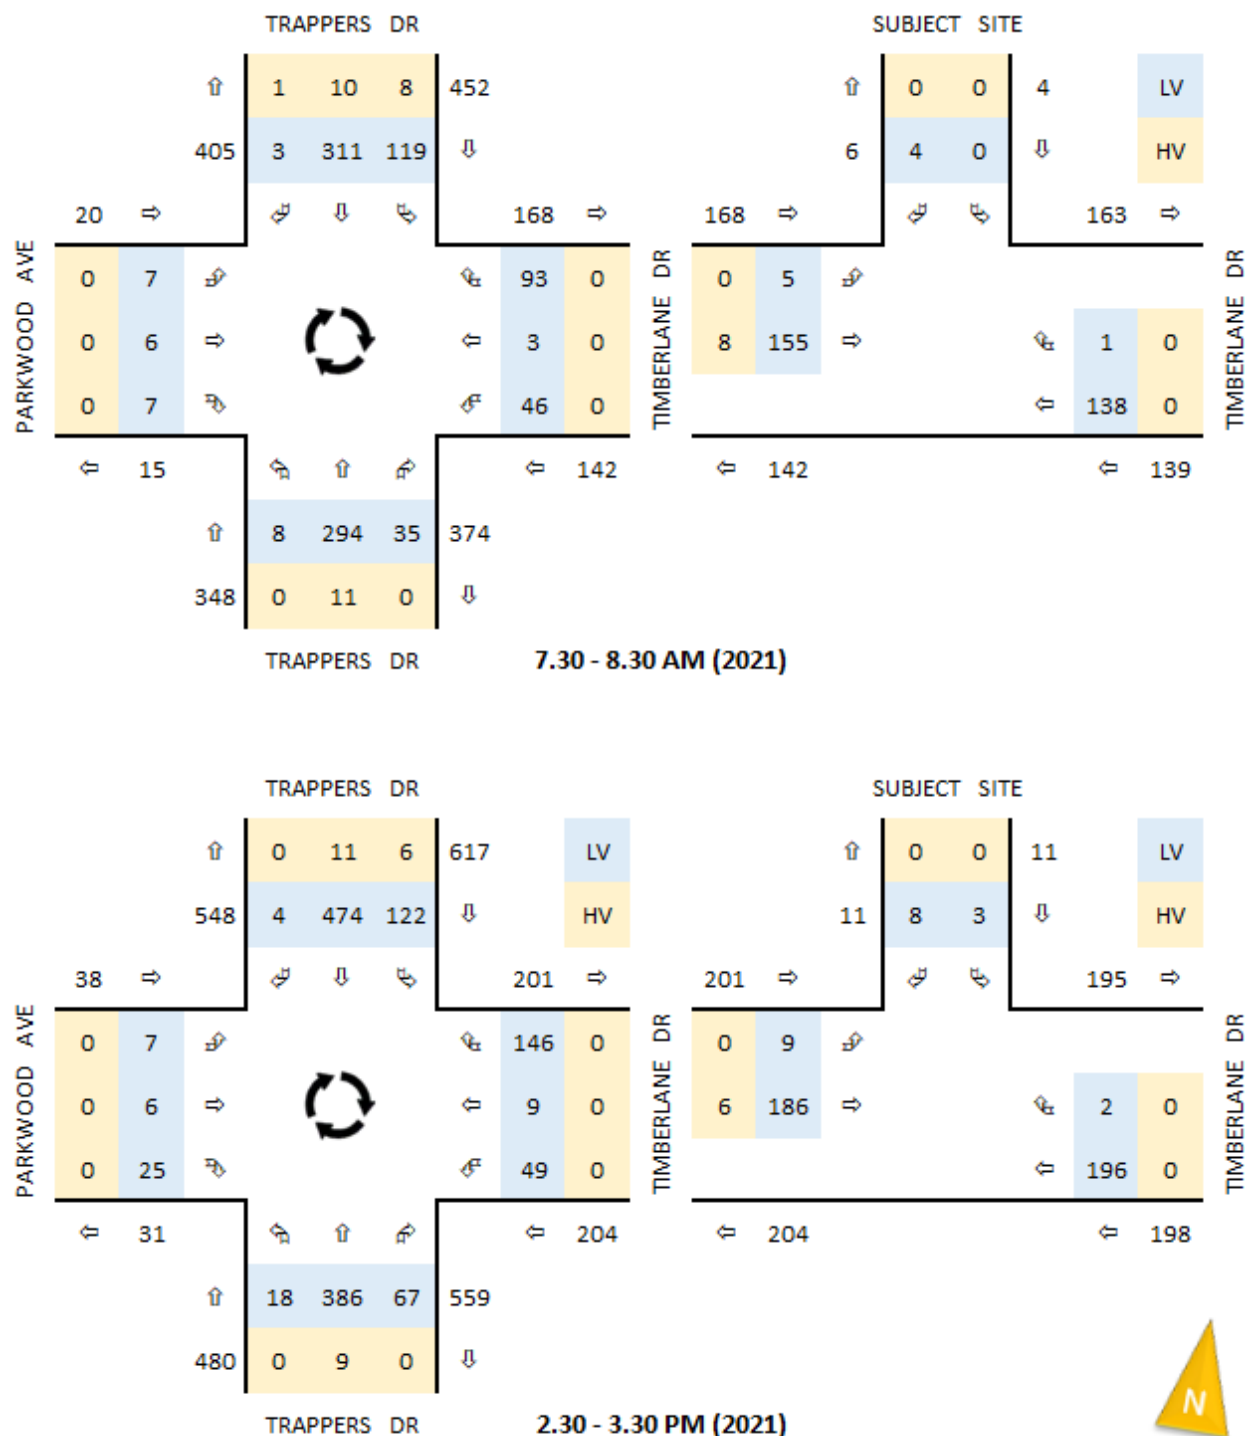 TRAPPERS DR SUBJECT SITE
1 10 8 452 0 0 4 LV
405 3 311 119 6 4 0 HV
20 168 168 163
PARKWOOD AVE
0 7 93 0
0 6 3 0
0 7 46 0
TIMBERLANE DR
0 5
8 155 1 0
138 0
TIMBERLANE DR
15 142 142 139
8 294 35 374
348 0 11 0
TRAPPERS DR 7.30 - 8.30 AM (2021)
TRAPPERS DR SUBJECT SITE
0 11 6 617 LV 0 0 11 LV
548 4 474 122 HV 11 8 3 HV
38 201 201 195
PARKWOOD AVE
0 7 146 0
0 6 9 0
0 25 49 0
TIMBERLANE DR
0 9
6 186 2 0
196 0
TIMBERLANE DR
31 204 204 198
18 386 67 559
480 0 9 0
TRAPPERS DR 2.30 - 3.30 PM (2021)
N